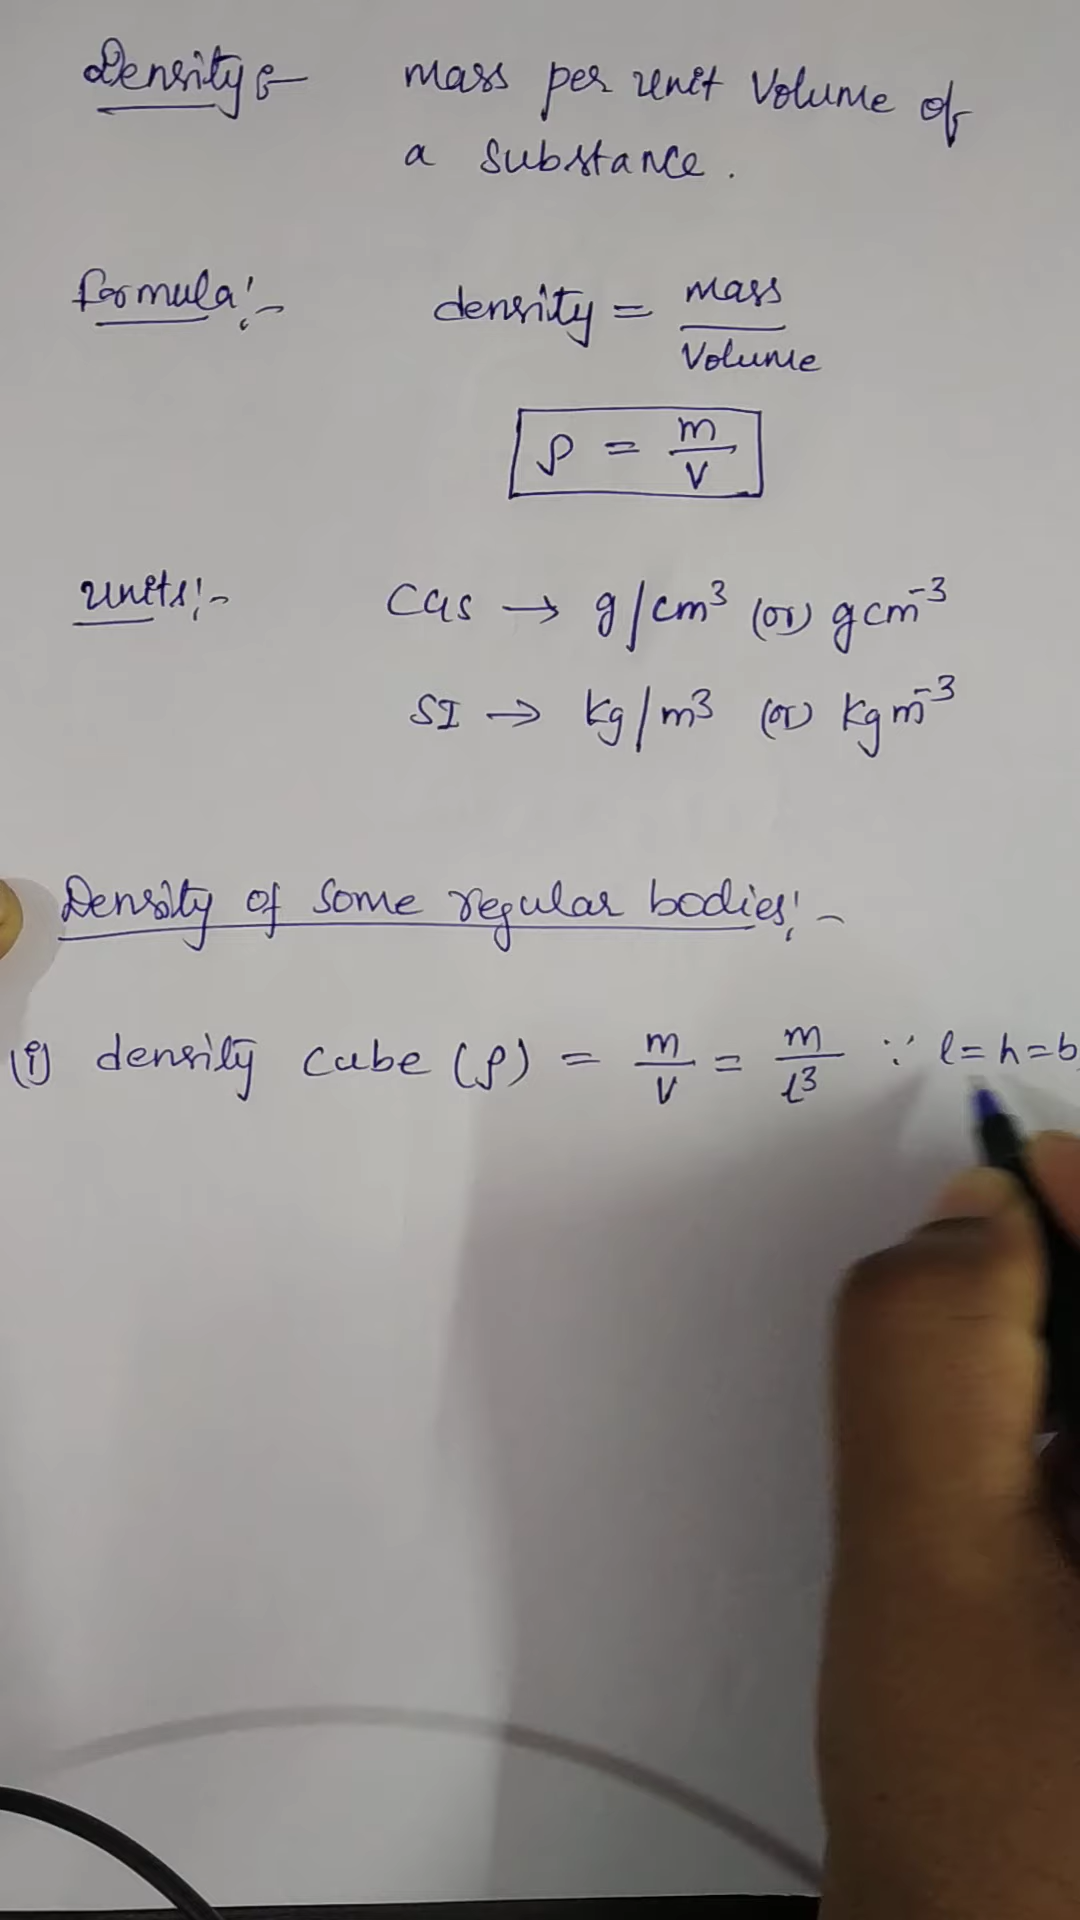 Density :- mass per unit Volume of
a substance.
formula :- density = mass / Volume
ρ = m / V
units :- CGS → g/cm³ (or) gcm⁻³
SI → kg/m³ (or) kgm⁻³
Density of some regular bodies :-
(i) density cube (ρ) = m / V = m / l³ ∵ l = h = b